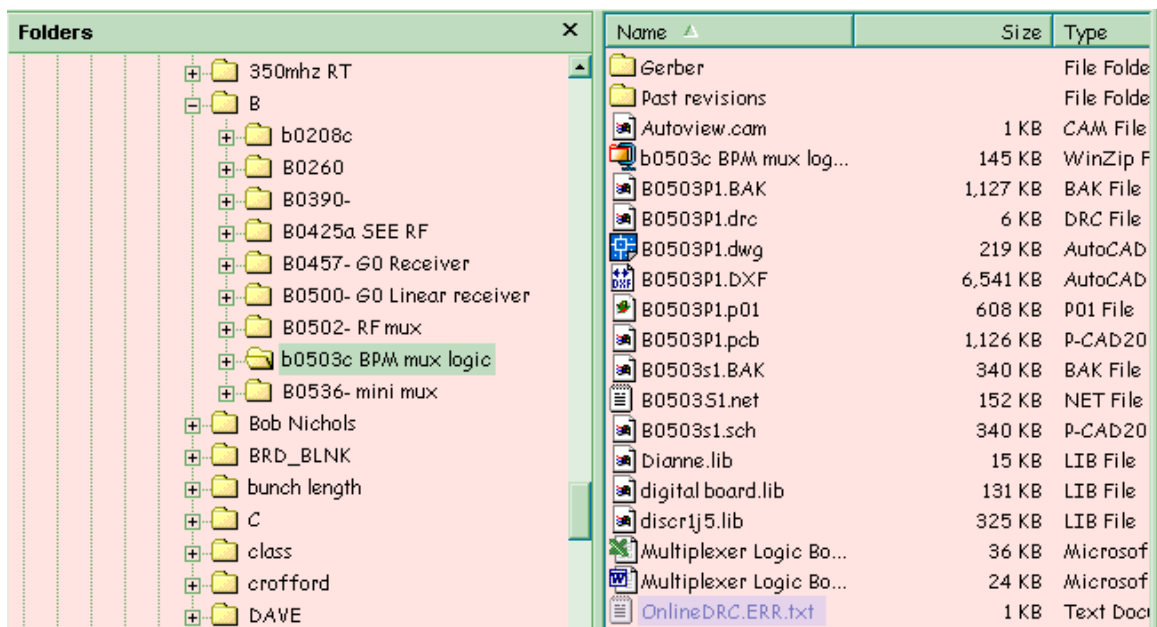 Folders
350mhz RT
B
b0208c
B0260
B0390-
B0425a SEE RF
B0457- G0 Receiver
B0500- G0 Linear receiver
B0502- RF mux
b0503c BPM mux logic
B0536- mini mux
Bob Nichols
BRD_BLNK
bunch length
C
class
crofford
DAVE
Name Size Type
Gerber File Folde
Past revisions File Folde
Autoview.cam 1 KB CAM File
b0503c BPM mux log... 145 KB WinZip F
B0503P1.BAK 1,127 KB BAK File
B0503P1.drc 6 KB DRC File
B0503P1.dwg 219 KB AutoCAD
B0503P1.DXF 6,541 KB AutoCAD
B0503P1.p01 608 KB P01 File
B0503P1.pcb 1,126 KB P-CAD20
B0503s1.BAK 340 KB BAK File
B0503S1.net 152 KB NET File
B0503s1.sch 340 KB P-CAD20
Dianne.lib 15 KB LIB File
digital board.lib 131 KB LIB File
discr1j5.lib 325 KB LIB File
Multiplexer Logic Bo... 36 KB Microsof
Multiplexer Logic Bo... 24 KB Microsof
OnlineDRC.ERR.txt 1 KB Text Doc